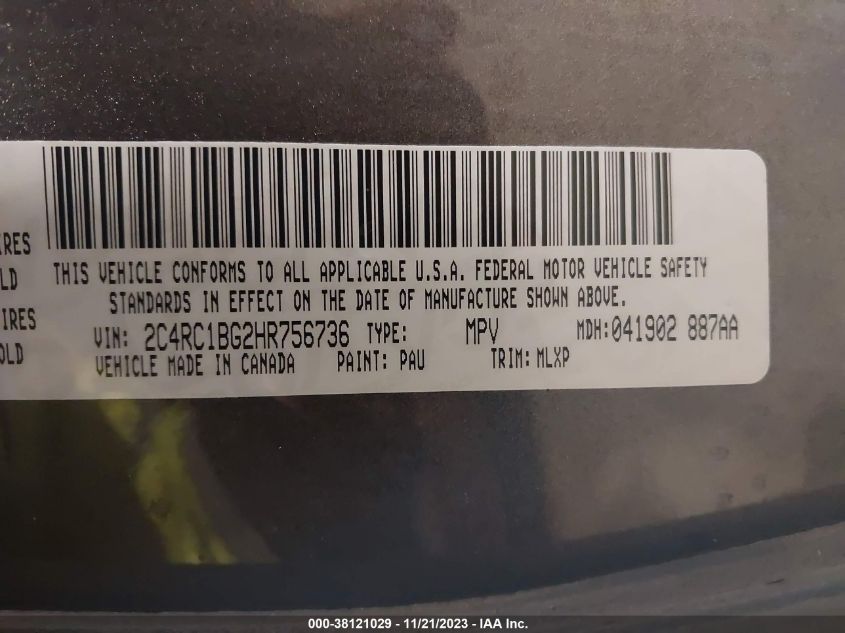 IRES
OLD
THIS VEHICLE CONFORMS TO ALL APPLICABLE U.S.A. FEDERAL MOTOR VEHICLE SAFETY
STANDARDS IN EFFECT ON THE DATE OF MANUFACTURE SHOWN ABOVE.
IRES
OLD
VIN: 2C4RC1BG2HR756736 TYPE: MPV MDH:041902 887AA
VEHICLE MADE IN CANADA PAINT: PAU TRIM: MLXP
000-38121029 - 11/21/2023 - IAA Inc.